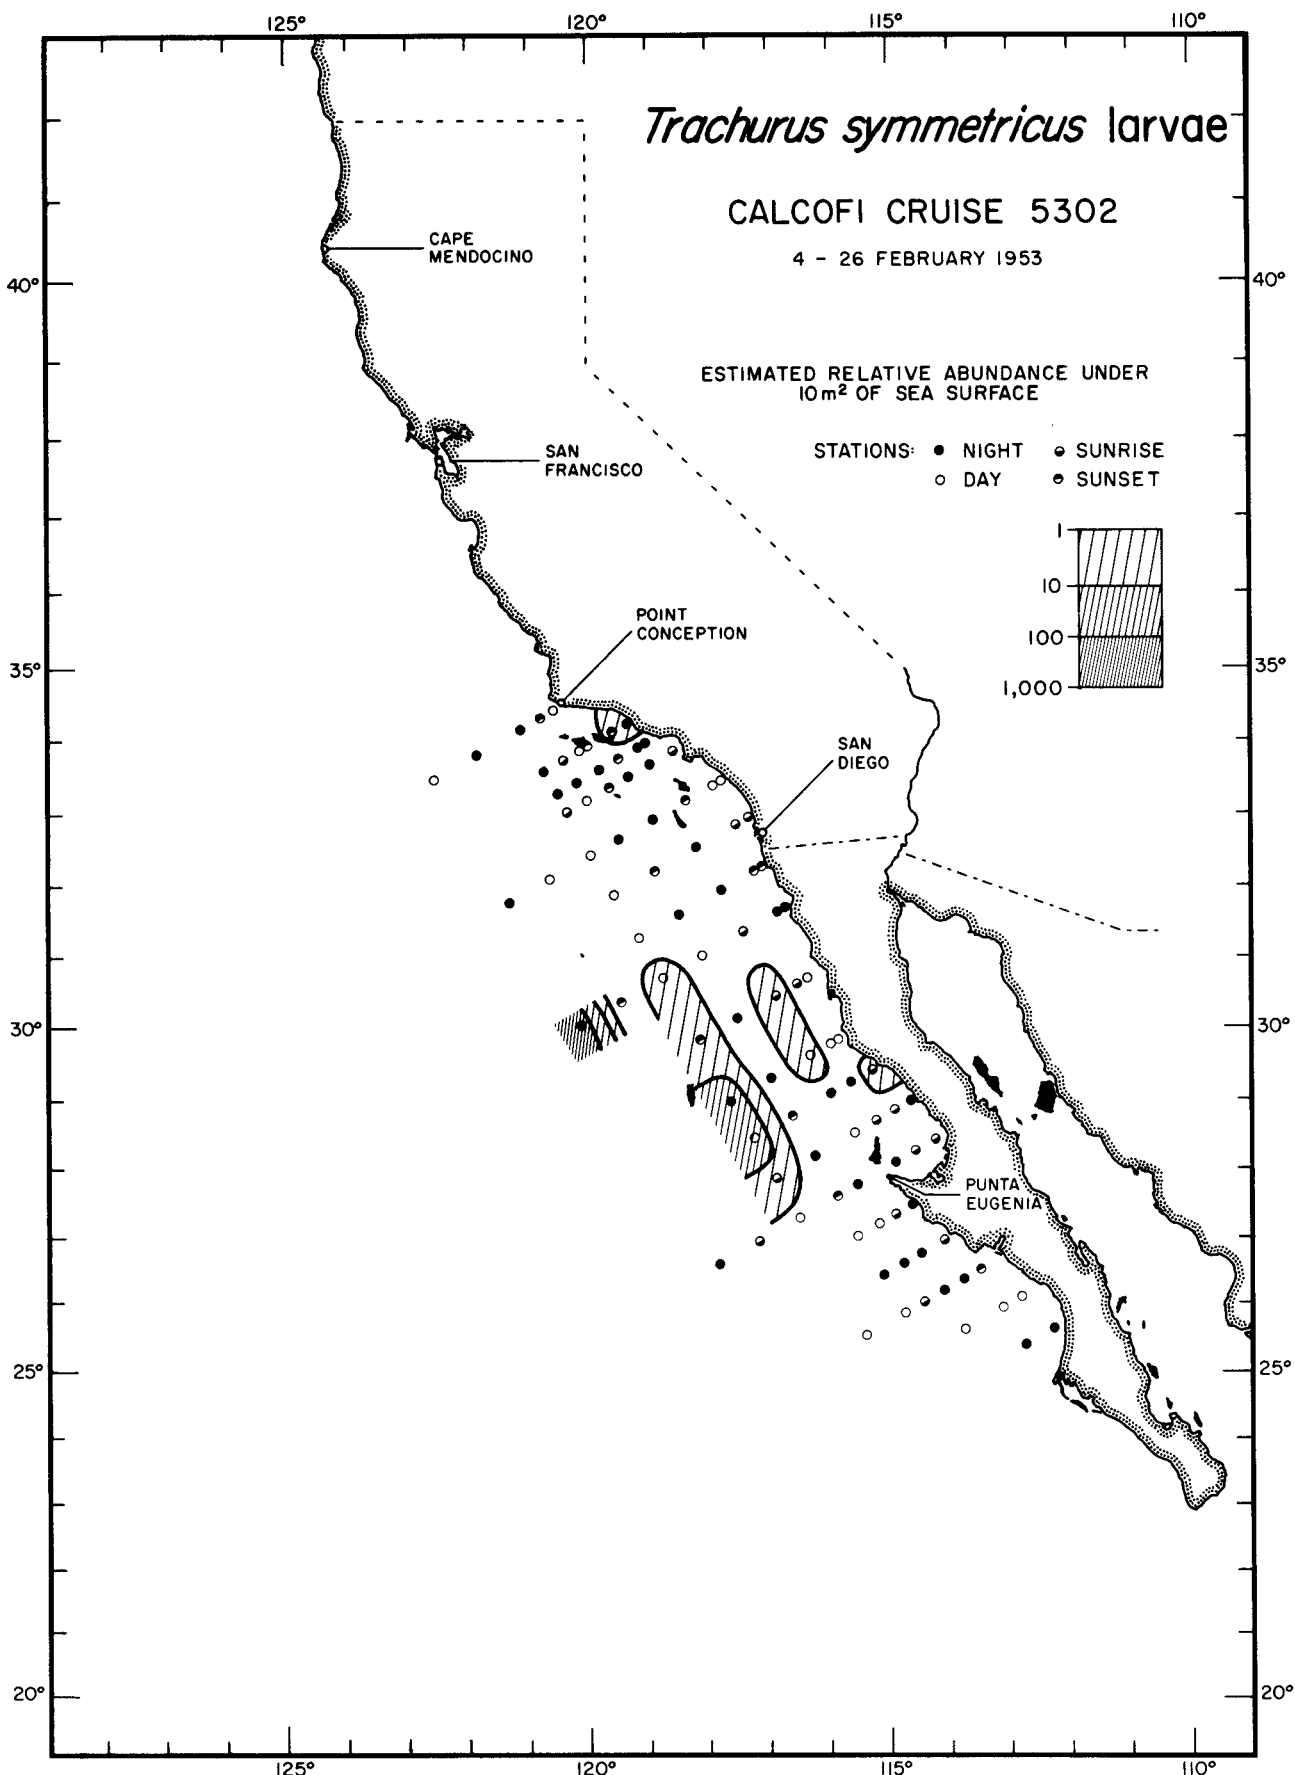 125° 120° 115° 110°
Trachurus symmetricus larvae
CALCOFI CRUISE 5302
4 - 26 FEBRUARY 1953
CAPE
MENDOCINO
40° 40°
ESTIMATED RELATIVE ABUNDANCE UNDER
10m² OF SEA SURFACE
STATIONS: NIGHT SUNRISE
DAY SUNSET
SAN
FRANCISCO
1
10
100
1,000
POINT
CONCEPTION
35° 35°
SAN
DIEGO
30° 30°
PUNTA
EUGENIA
25° 25°
20° 20°
125° 120° 115° 110°